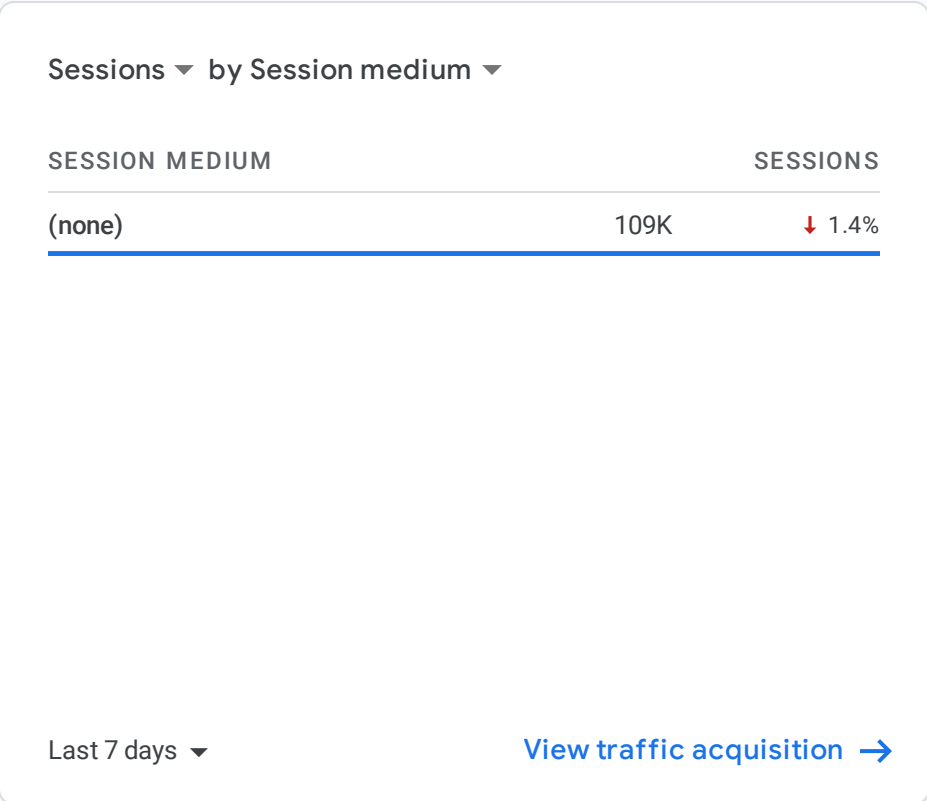 Sessions by Session medium
SESSION MEDIUM SESSIONS
(none) 109K 1.4%
Last 7 days View traffic acquisition